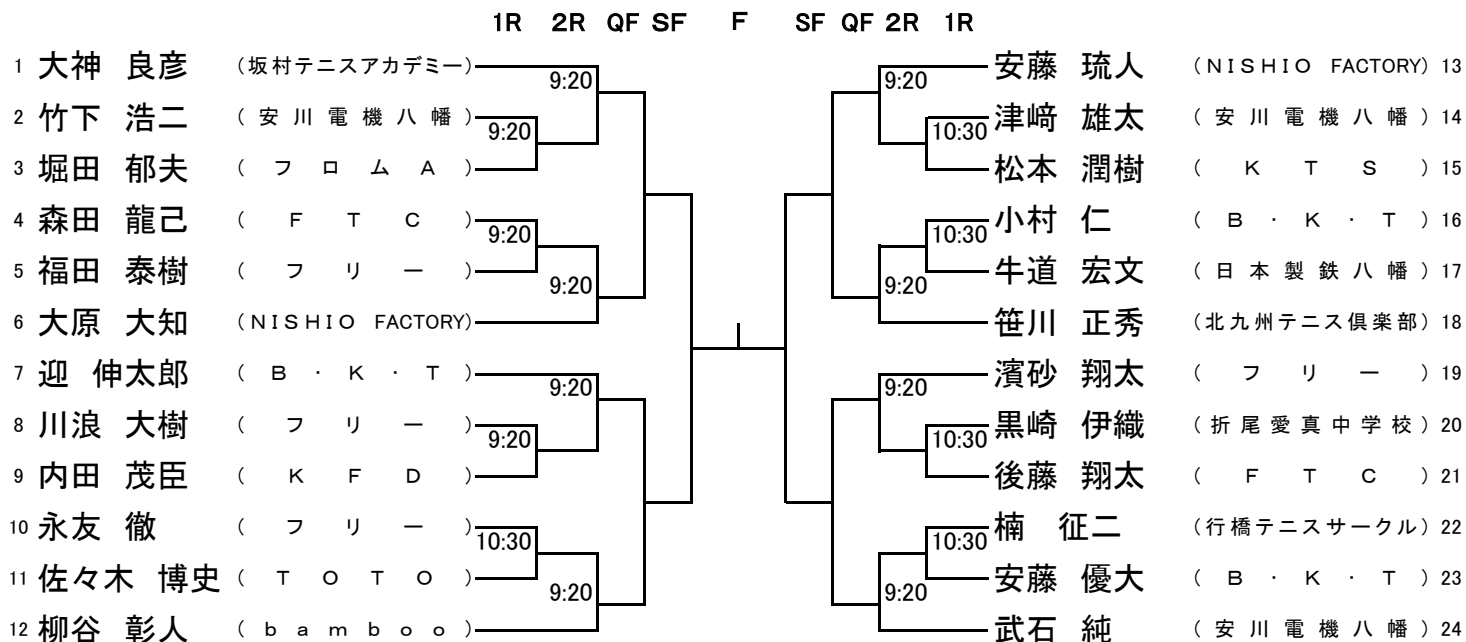 1R 2R QF SF F SF QF 2R 1R
1 大神 良彦 (坂村テニスアカデミー) 9:20 9:20 安藤 琉人 (NISHIO FACTORY) 13
2 竹下 浩二 (安川電機八幡) 9:20 10:30 津﨑 雄太 (安川電機八幡) 14
3 堀田 郁夫 (フロムA) 松本 潤樹 (KTS) 15
4 森田 龍己 (FTC) 9:20 10:30 小村 仁 (B・K・T) 16
5 福田 泰樹 (フリー) 9:20 9:20 牛道 宏文 (日本製鉄八幡) 17
6 大原 大知 (NISHIO FACTORY) 笹川 正秀 (北九州テニス倶楽部) 18
7 迎 伸太郎 (B・K・T) 9:20 9:20 濱砂 翔太 (フリー) 19
8 川浪 大樹 (フリー) 9:20 10:30 黒崎 伊織 (折尾愛真中学校) 20
9 内田 茂臣 (KFD) 後藤 翔太 (FTC) 21
10 永友 徹 (フリー) 10:30 10:30 楠 征二 (行橋テニスサークル) 22
11 佐々木 博史 (TOTO) 9:20 9:20 安藤 優大 (B・K・T) 23
12 柳谷 彰人 (bamboo) 武石 純 (安川電機八幡) 24